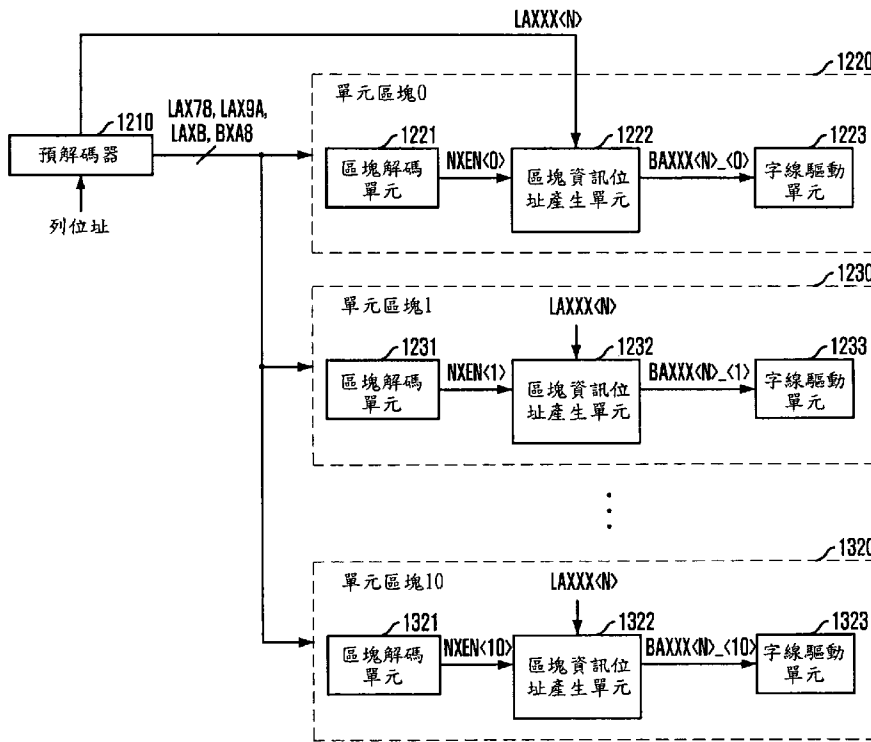 LAXXX<N>
1220
單元區塊0
LAX78, LAX9A,
LAXB, BXA8
1210
預解碼器
列位址
1221
區塊解碼
單元
NXEN<0>
1222
區塊資訊位
址產生單元
BAXXX<N>_<0>
1223
字線驅動
單元
1230
單元區塊1
LAXXX<N>
1231
區塊解碼
單元
NXEN<1>
1232
區塊資訊位
址產生單元
BAXXX<N>_<1>
1233
字線驅動
單元
1320
單元區塊10
LAXXX<N>
1321
區塊解碼
單元
NXEN<10>
1322
區塊資訊位
址產生單元
BAXXX<N>_<10>
1323
字線驅動
單元